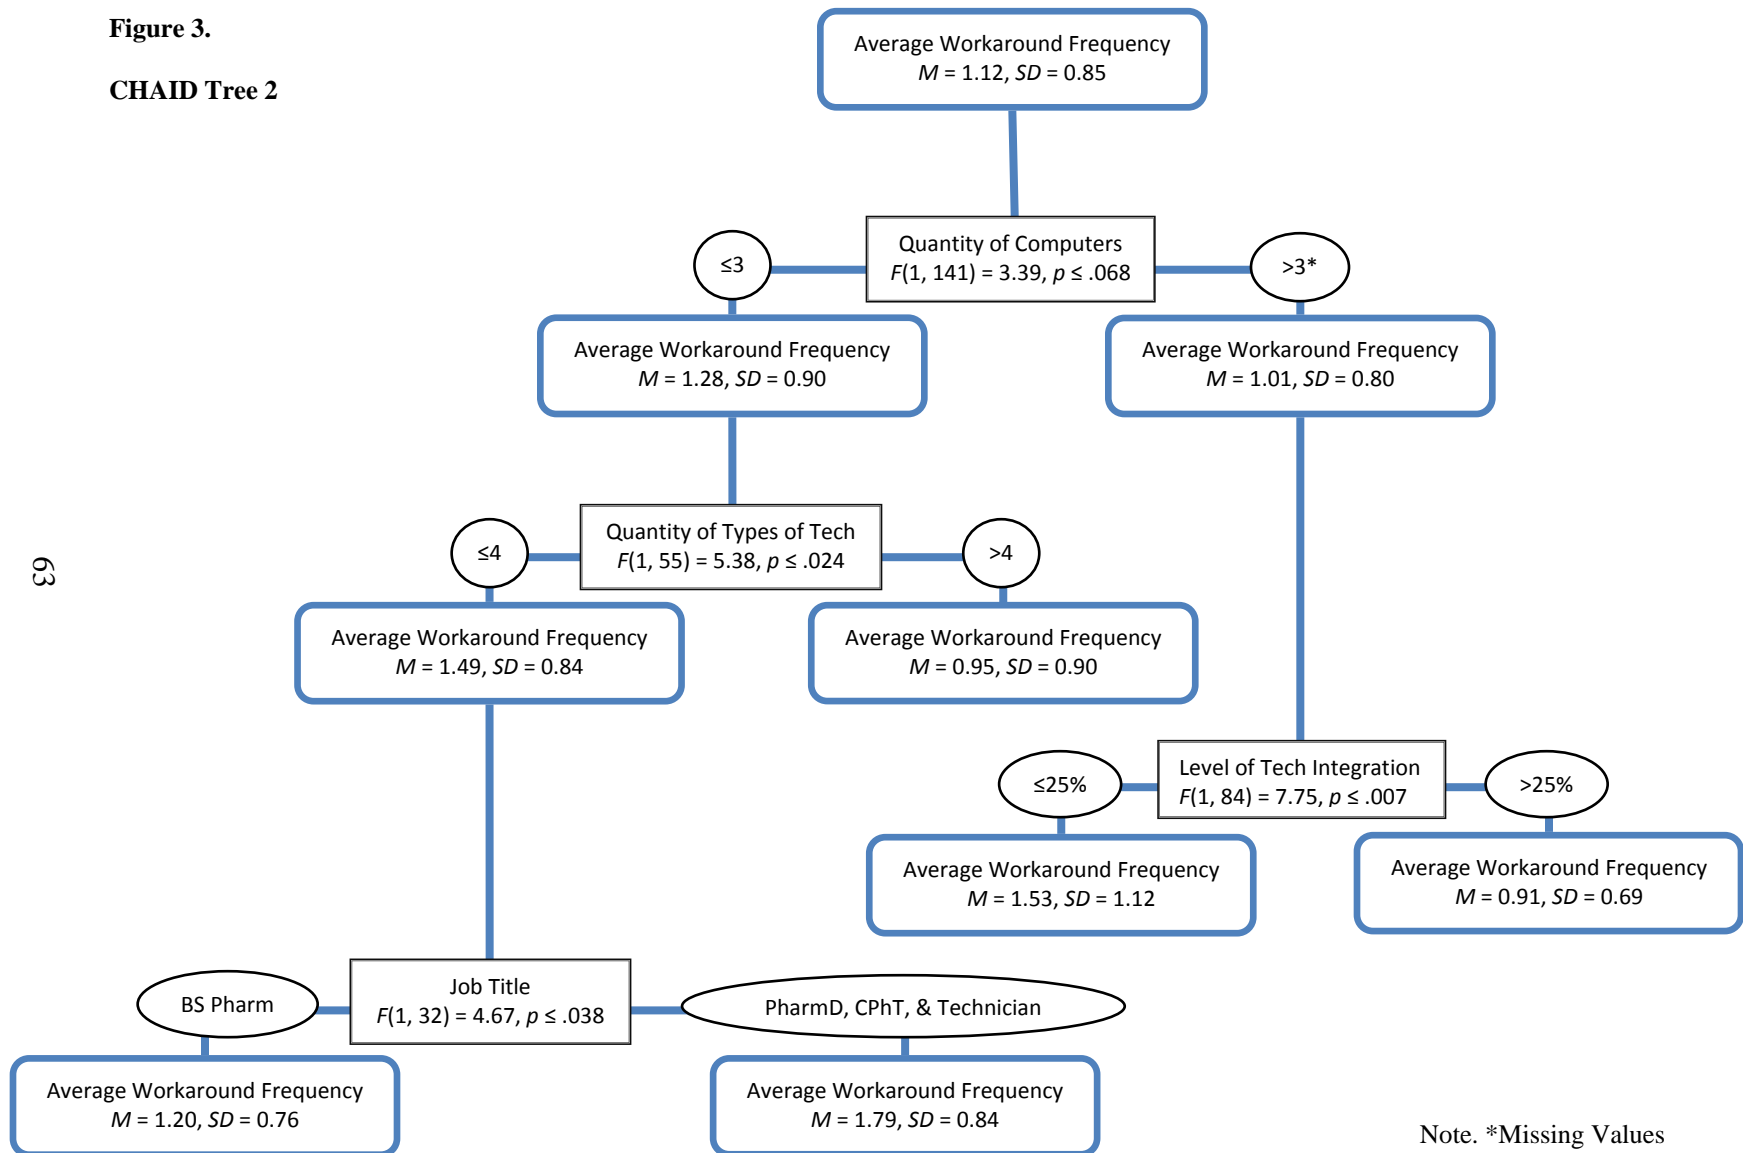 Figure 3.
CHAID Tree 2
Average Workaround Frequency
M = 1.12, SD = 0.85
Quantity of Computers
F(1, 141) = 3.39, p ≤ .068
≤3
>3*
Average Workaround Frequency
M = 1.28, SD = 0.90
Average Workaround Frequency
M = 1.01, SD = 0.80
Quantity of Types of Tech
F(1, 55) = 5.38, p ≤ .024
≤4
>4
Average Workaround Frequency
M = 1.49, SD = 0.84
Average Workaround Frequency
M = 0.95, SD = 0.90
Level of Tech Integration
F(1, 84) = 7.75, p ≤ .007
≤25%
>25%
Average Workaround Frequency
M = 1.53, SD = 1.12
Average Workaround Frequency
M = 0.91, SD = 0.69
Job Title
F(1, 32) = 4.67, p ≤ .038
BS Pharm
PharmD, CPhT, & Technician
Average Workaround Frequency
M = 1.20, SD = 0.76
Average Workaround Frequency
M = 1.79, SD = 0.84
Note. *Missing Values
63